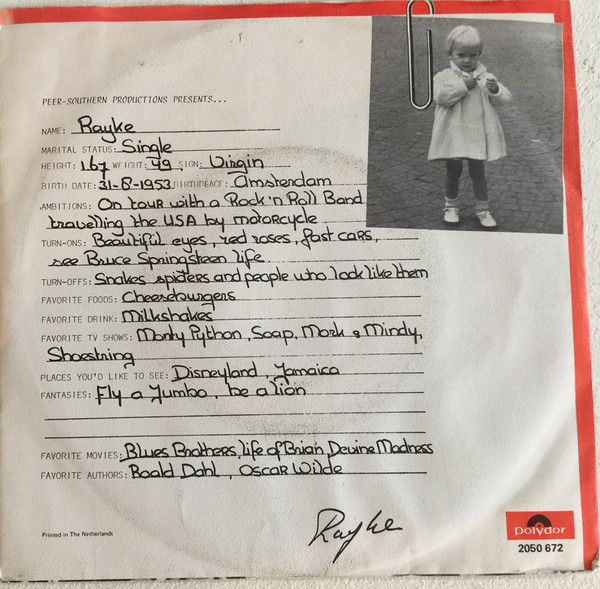 PEER-SOUTHERN PRODUCTIONS PRESENTS...
NAME: Rayke
MARITAL STATUS: Single
HEIGHT: 1.67 WEIGHT: 49 SIGN: Virgin
BIRTH DATE: 31-8-1953 BIRTHPLACE: Amsterdam
AMBITIONS: On tour with a Rock'n Roll Band
travelling the USA by motorcycle
TURN-ONS: Beautiful eyes, red roses, fast cars,
see Bruce Springsteen life.
TURN-OFFS: Snakes spiders and people who look like them
FAVORITE FOODS: Cheeseburgers
FAVORITE DRINK: Milkshakes
FAVORITE TV SHOWS: Monty Python, Soap, Mork & Mindy,
Shoestring
PLACES YOU'D LIKE TO SEE: Disneyland, Jamaica
FANTASIES: Fly a Jumbo, be a lion
FAVORITE MOVIES: Blues Brothers, life of Brian, Devine Madness
FAVORITE AUTHORS: Roald Dahl, Oscar Wilde
Rayke
Printed in The Netherlands
polydor
2050 672